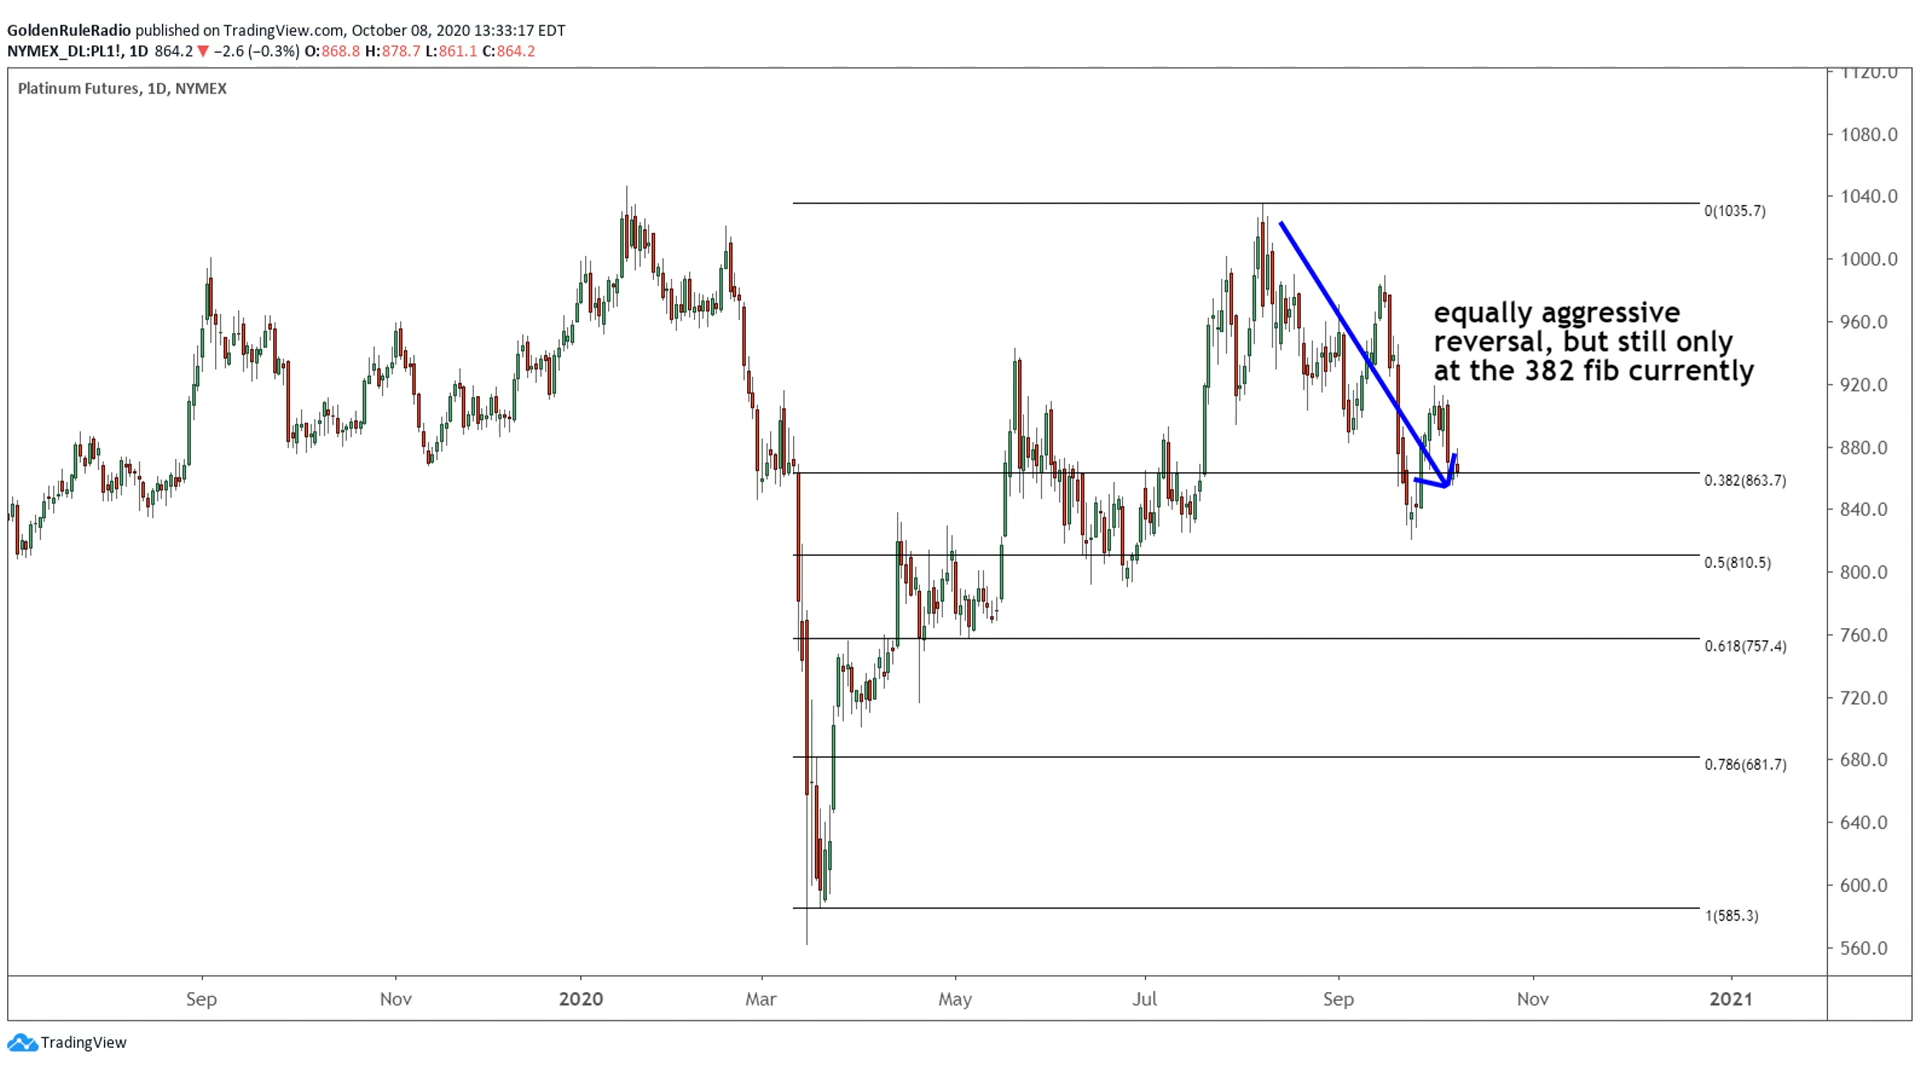 GoldenRuleRadio published on TradingView.com, October 08, 2020 13:33:17 EDT
NYMEX_DL:PL1!, 1D 864.2 ▼ −2.6 (−0.3%) O:868.8 H:878.7 L:861.1 C:864.2
Platinum Futures, 1D, NYMEX
1120.0
1080.0
1040.0
0(1035.7)
1000.0
equally aggressive
reversal, but still only
at the 382 fib currently
960.0
920.0
880.0
0.382(863.7)
840.0
0.5(810.5)
800.0
760.0
0.618(757.4)
720.0
680.0
0.786(681.7)
640.0
600.0
1(585.3)
560.0
Sep Nov 2020 Mar May Jul Sep Nov 2021
TradingView